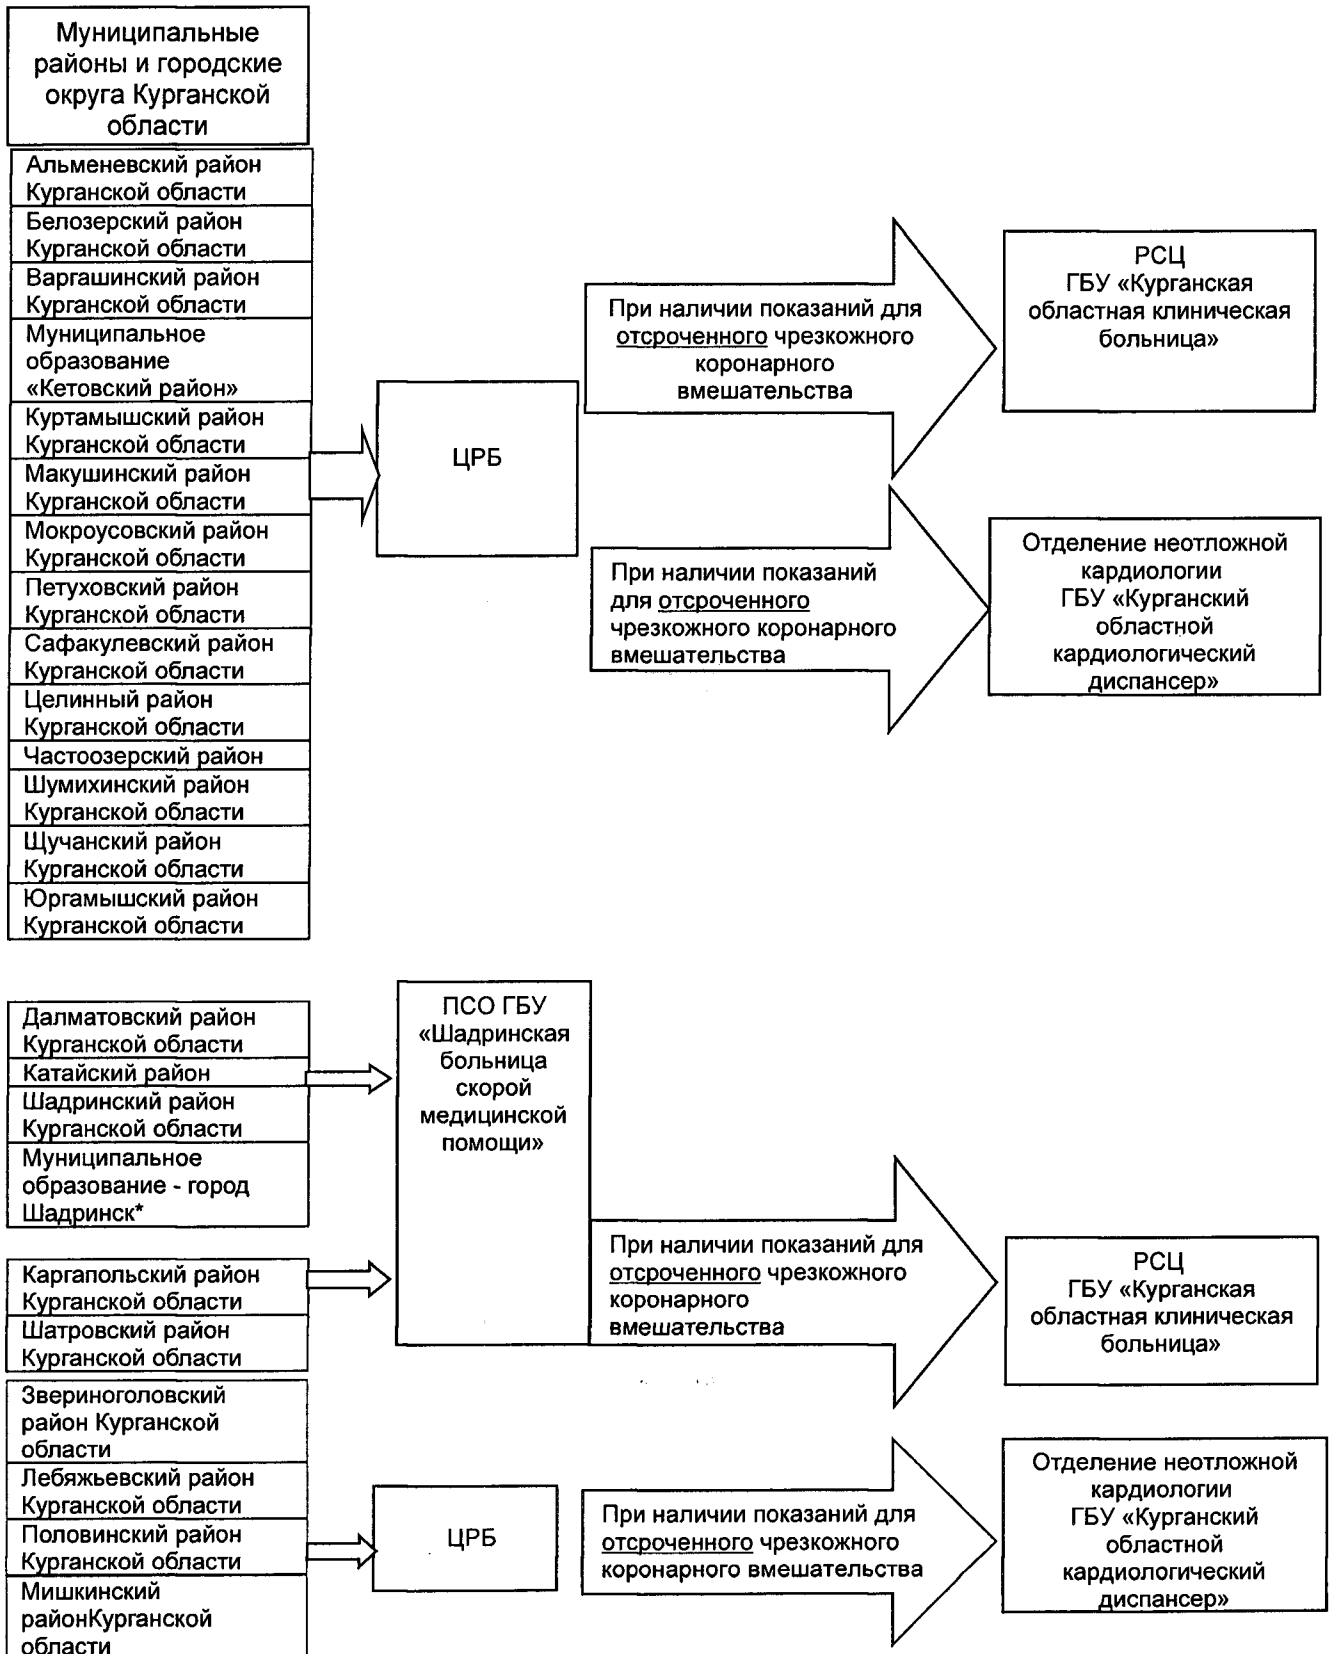 Муниципальные
районы и городские
округа Курганской
области
Альменевский район
Курганской области
Белозерский район
Курганской области
Варгашинский район
Курганской области
Муниципальное
образование
«Кетовский район»
Куртамышский район
Курганской области
Макушинский район
Курганской области
Мокроусовский район
Курганской области
Петуховский район
Курганской области
Сафакулевский район
Курганской области
Целинный район
Курганской области
Частоозерский район
Шумихинский район
Курганской области
Щучанский район
Курганской области
Юргамышский район
Курганской области
ЦРБ
При наличии показаний для
отсроченного чрезкожного
коронарного
вмешательства
РСЦ
ГБУ «Курганская
областная клиническая
больница»
При наличии показаний
для отсроченного
чрезкожного коронарного
вмешательства
Отделение неотложной
кардиологии
ГБУ «Курганский
областной
кардиологический
диспансер»
Далматовский район
Курганской области
Катайский район
Шадринский район
Курганской области
Муниципальное
образование - город
Шадринск*
Каргапольский район
Курганской области
Шатровский район
Курганской области
ПСО ГБУ
«Шадринская
больница
скорой
медицинской
помощи»
При наличии показаний для
отсроченного чрезкожного
коронарного
вмешательства
РСЦ
ГБУ «Курганская
областная клиническая
больница»
Звериноголовский
район Курганской
области
Лебяжьевский район
Курганской области
Половинский район
Курганской области
Мишкинский
районКурганской
области
ЦРБ
При наличии показаний для
отсроченного чрезкожного
коронарного вмешательства
Отделение неотложной
кардиологии
ГБУ «Курганский
областной
кардиологический
диспансер»